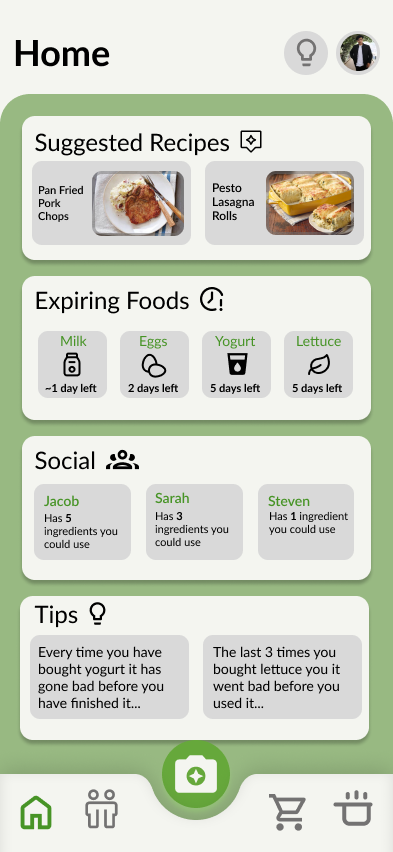 Home
Suggested Recipes
Pan Fried
Pork
Chops
Pesto
Lasagna
Rolls
Expiring Foods
Milk
~1 day left
Eggs
2 days left
Yogurt
5 days left
Lettuce
5 days left
Social
Jacob
Has 5
ingredients you
could use
Sarah
Has 3
ingredients you
could use
Steven
Has 1 ingredient
you could use
Tips
Every time you have
bought yogurt it has
gone bad before you
have finished it...
The last 3 times you
bought lettuce you it
went bad before you
used it...